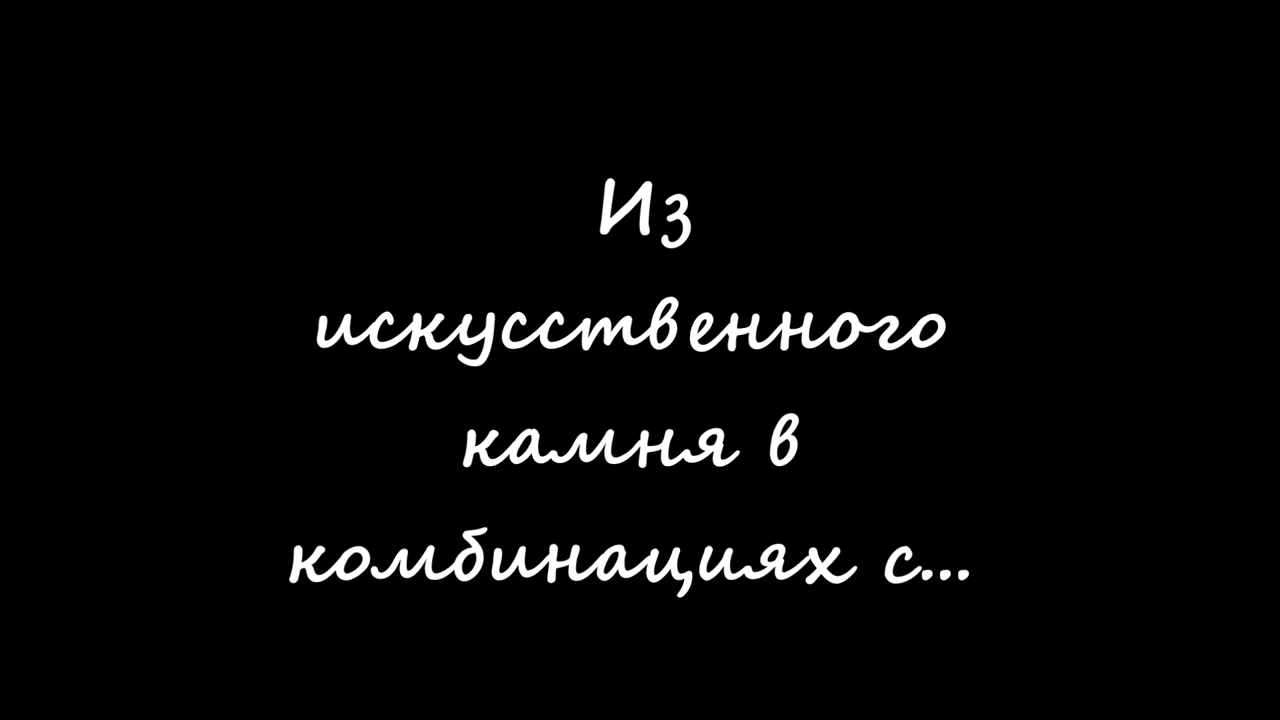 Из
искусственного
камня в
комбинациях с...